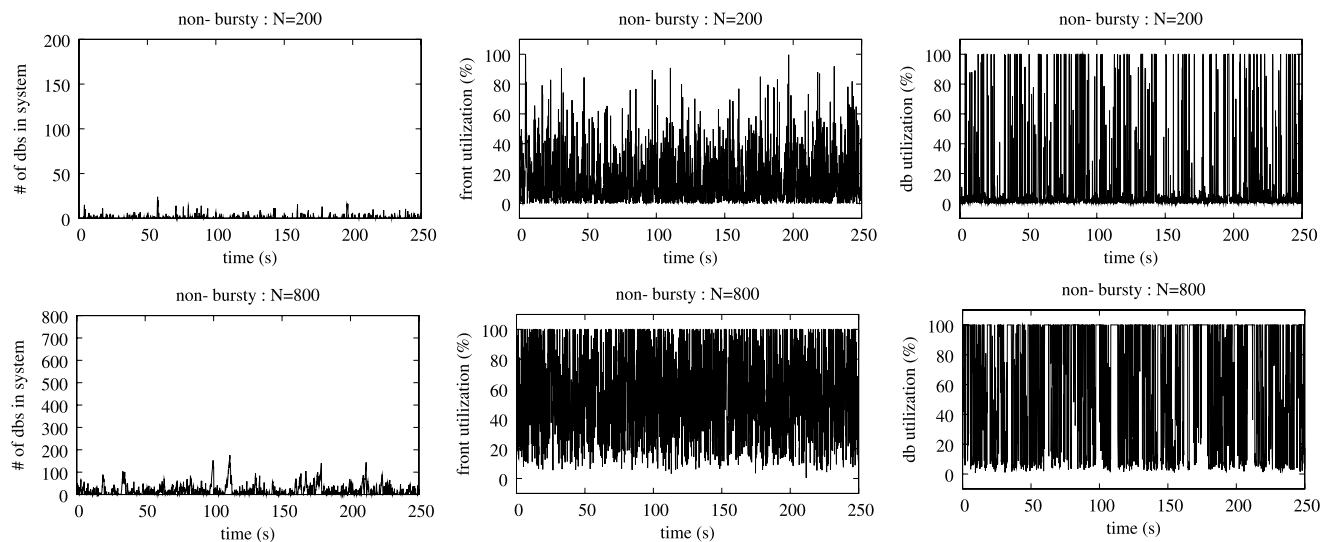 non- bursty : N=200
# of dbs in system
200
150
100
50
0
0 50 100 150 200 250
time (s)
non- bursty : N=200
front utilization (%)
100
80
60
40
20
0
0 50 100 150 200 250
time (s)
non- bursty : N=200
db utilization (%)
100
80
60
40
20
0
0 50 100 150 200 250
time (s)
non- bursty : N=800
# of dbs in system
800
700
600
500
400
300
200
100
0
0 50 100 150 200 250
time (s)
non- bursty : N=800
front utilization (%)
100
80
60
40
20
0
0 50 100 150 200 250
time (s)
non- bursty : N=800
db utilization (%)
100
80
60
40
20
0
0 50 100 150 200 250
time (s)